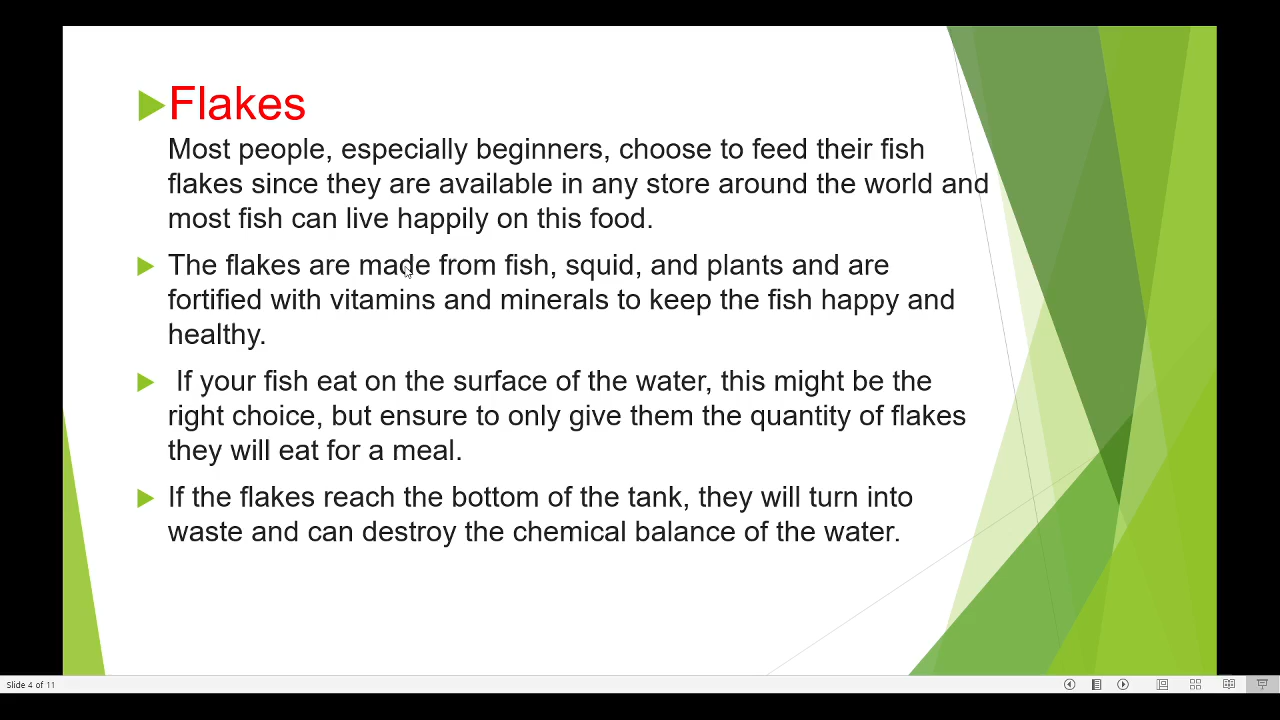 Flakes
Most people, especially beginners, choose to feed their fish
flakes since they are available in any store around the world and
most fish can live happily on this food.
The flakes are made from fish, squid, and plants and are
fortified with vitamins and minerals to keep the fish happy and
healthy.
If your fish eat on the surface of the water, this might be the
right choice, but ensure to only give them the quantity of flakes
they will eat for a meal.
If the flakes reach the bottom of the tank, they will turn into
waste and can destroy the chemical balance of the water.
Slide 4 of 11